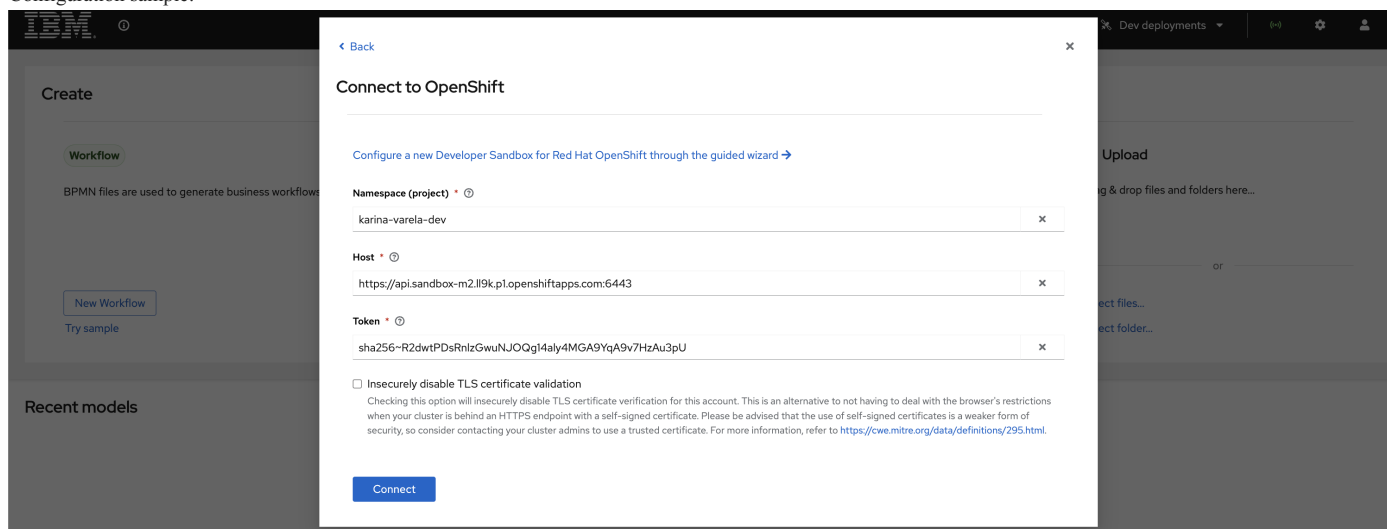 Configuration sample:
IBM.
Dev deployments
Back
Connect to OpenShift
Create
Configure a new Developer Sandbox for Red Hat OpenShift through the guided wizard
Workflow
Upload
BPMN files are used to generate business workflows
Namespace (project) *
g & drop files and folders here...
karina-varela-dev
Host *
or
https://api.sandbox-m2.ll9k.p1.openshiftapps.com:6443
New Workflow
ect files...
Try sample
Token *
ect folder...
sha256~R2dwtPDsRnlzGwuNJOQg14aly4MGA9YqA9v7HzAu3pU
Insecurely disable TLS certificate validation
Recent models
Checking this option will insecurely disable TLS certificate verification for this account. This is an alternative to not having to deal with the browser's restrictions
when your cluster is behind an HTTPS endpoint with a self-signed certificate. Please be advised that the use of self-signed certificates is a weaker form of
security, so consider contacting your cluster admins to use a trusted certificate. For more information, refer to https://cwe.mitre.org/data/definitions/295.html.
Connect